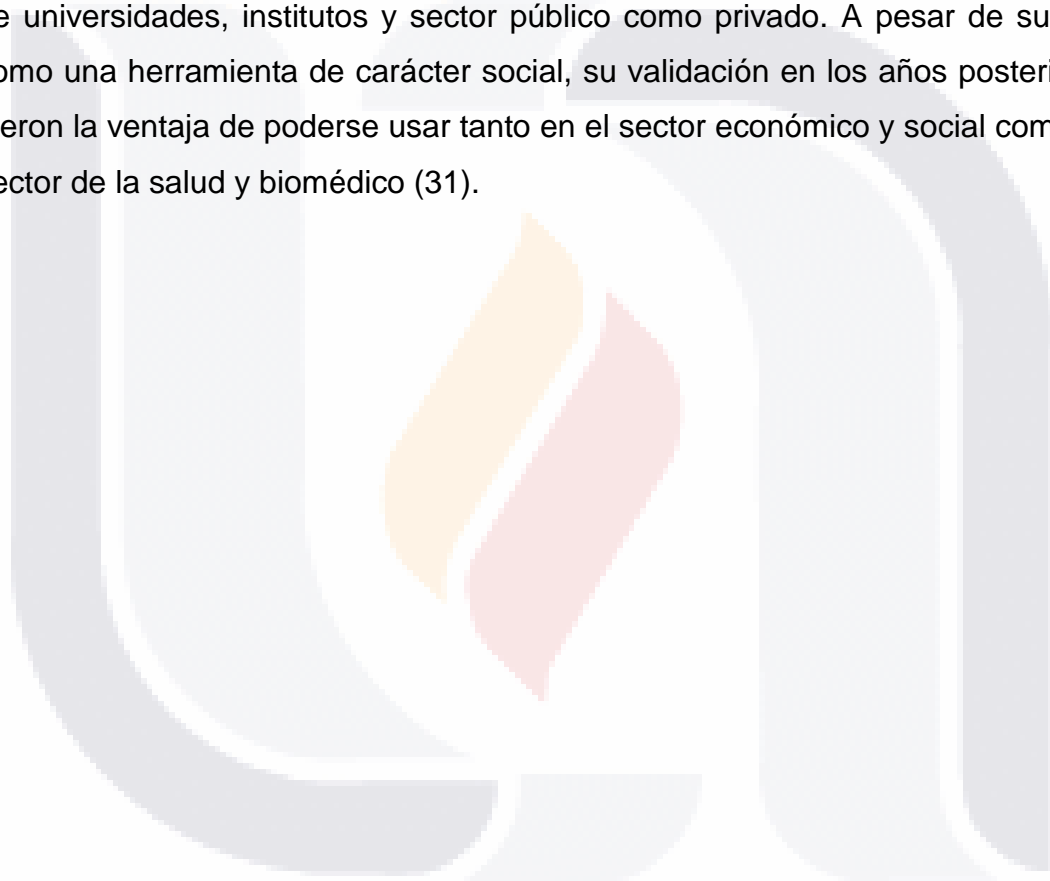 e universidades, institutos y sector público como privado. A pesar de su
omo una herramienta de carácter social, su validación en los años posteri
ieron la ventaja de poderse usar tanto en el sector económico y social com
ector de la salud y biomédico (31).